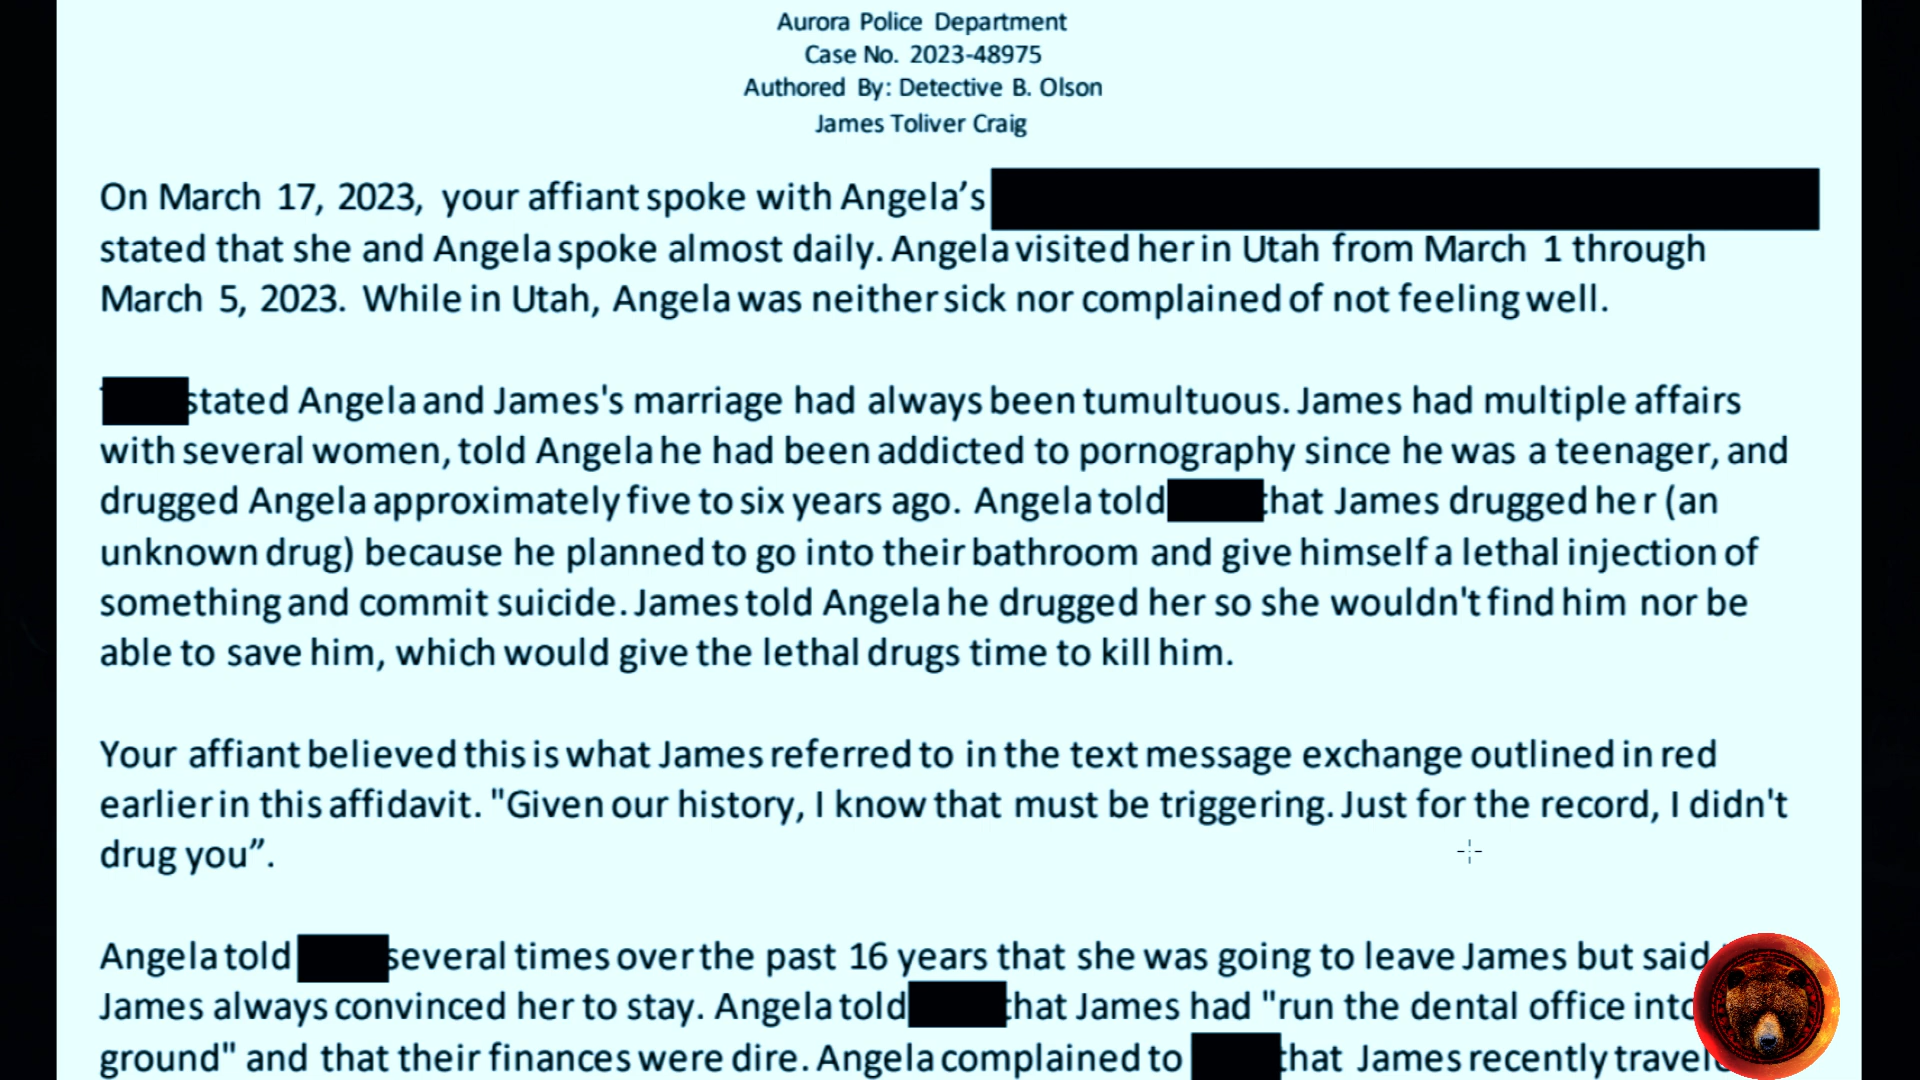 Aurora Police Department
Case No. 2023-48975
Authored By: Detective B. Olson
James Toliver Craig
On March 17, 2023, your affiant spoke with Angela’s
stated that she and Angela spoke almost daily. Angela visited her in Utah from March 1 through
March 5, 2023. While in Utah, Angela was neither sick nor complained of not feeling well.
stated Angela and James's marriage had always been tumultuous. James had multiple affairs
with several women, told Angela he had been addicted to pornography since he was a teenager, and
drugged Angela approximately five to six years ago. Angela told that James drugged her (an
unknown drug) because he planned to go into their bathroom and give himself a lethal injection of
something and commit suicide. James told Angela he drugged her so she wouldn't find him nor be
able to save him, which would give the lethal drugs time to kill him.
Your affiant believed this is what James referred to in the text message exchange outlined in red
earlier in this affidavit. "Given our history, I know that must be triggering. Just for the record, I didn't
drug you”.
Angela told several times over the past 16 years that she was going to leave James but said
James always convinced her to stay. Angela told that James had "run the dental office into
ground" and that their finances were dire. Angela complained to that James recently